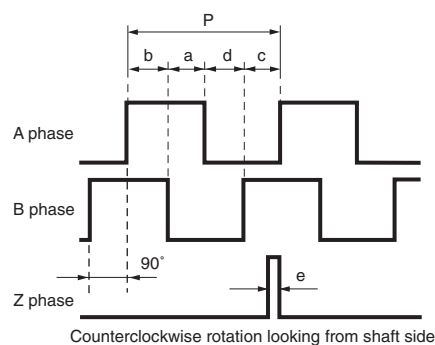 P
b a d c
A phase
B phase
90°
e
Z phase
Counterclockwise rotation looking from shaft side